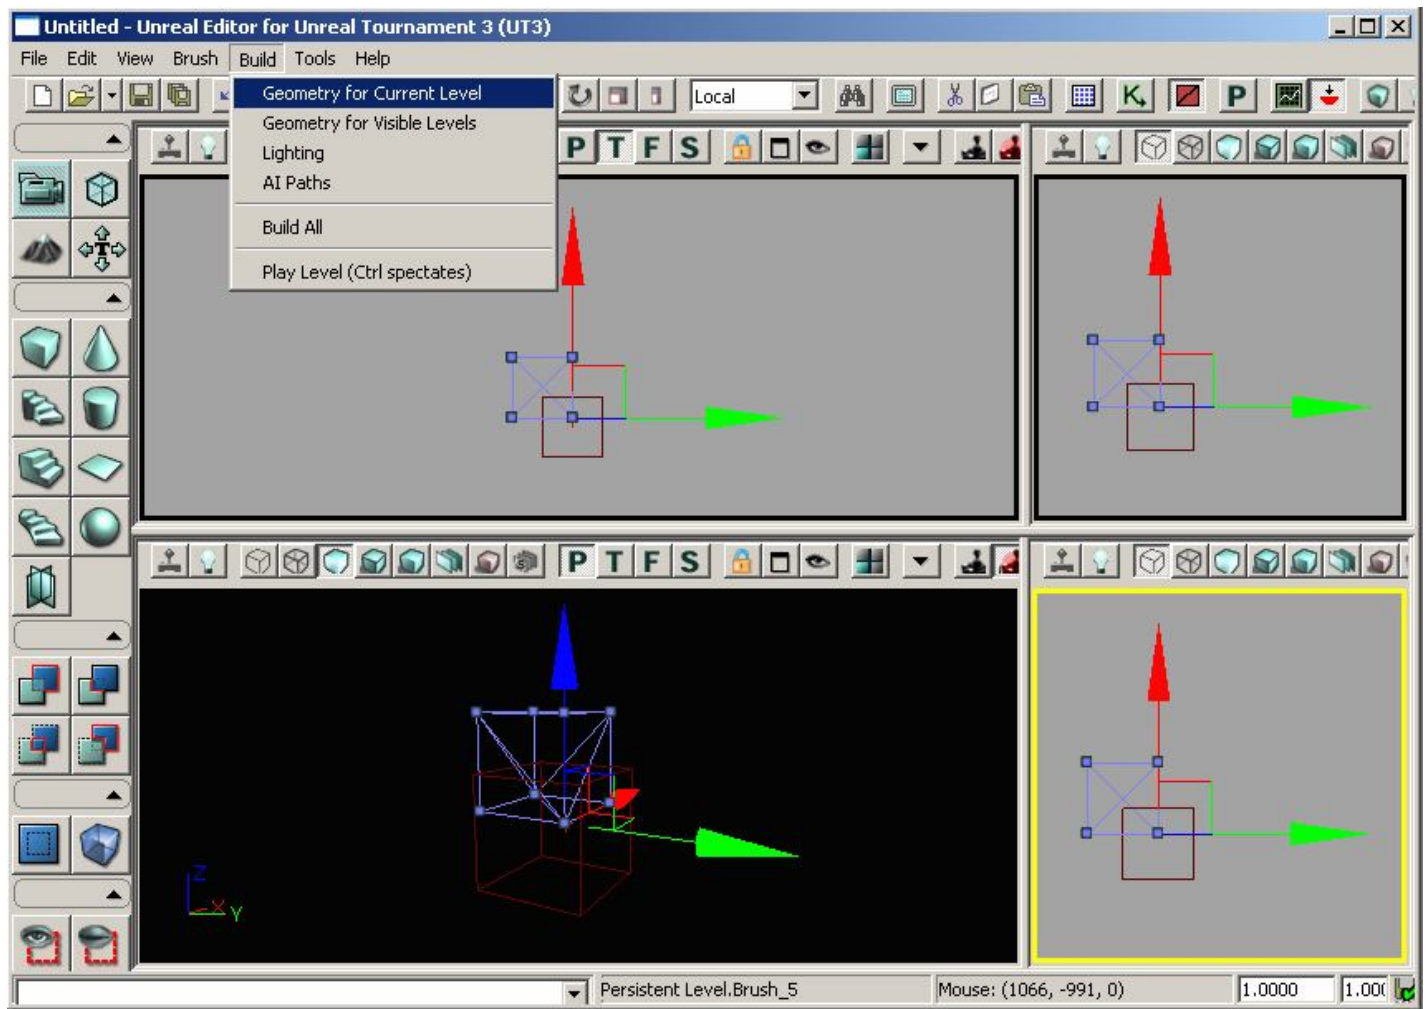 Untitled - Unreal Editor for Unreal Tournament 3 (UT3)
File Edit View Brush Build Tools Help
Local
K
P
Geometry for Current Level
Geometry for Visible Levels
Lighting
AI Paths
Build All
Play Level (Ctrl spectates)
P T F S
T
P T F S
Z
X
Y
Persistent Level.Brush_5
Mouse: (1066, -991, 0)
1.0000
1.00(